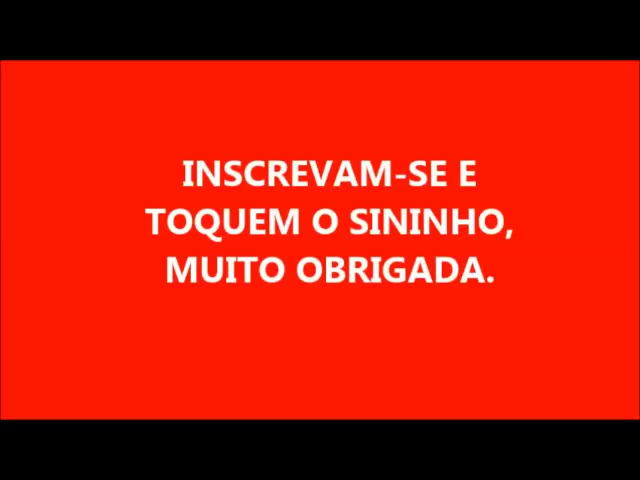 INSCREVAM-SE E
TOQUEM O SININHO,
MUITO OBRIGADA.